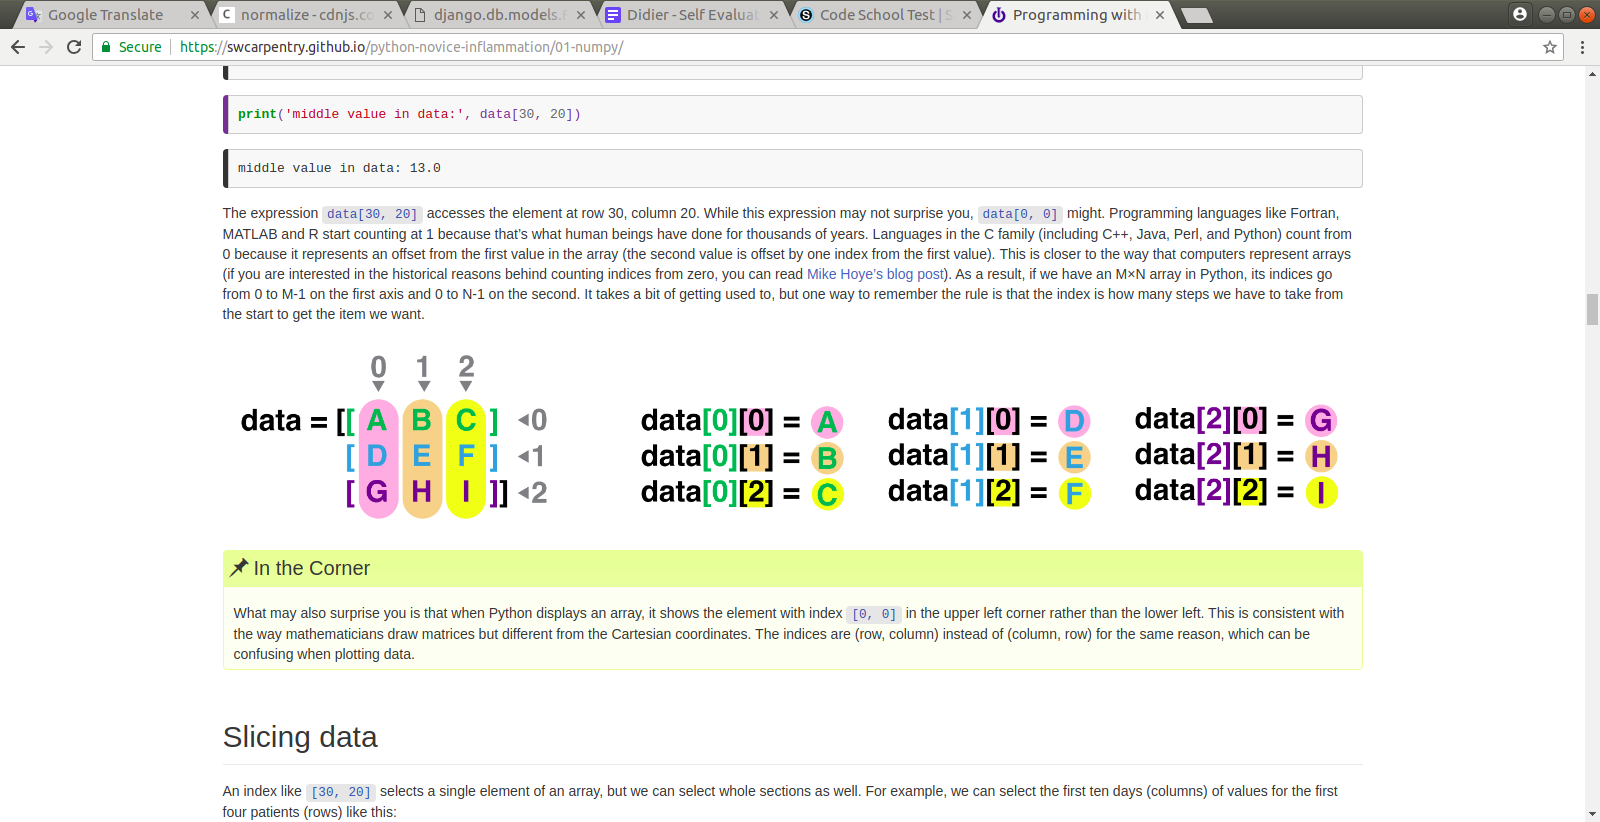 Google Translate
normalize - cdnjs.co
django.db.models.f
Didier - Self Evaluat
Code School Test | S
Programming with
Secure https://swcarpentry.github.io/python-novice-inflammation/01-numpy/
print('middle value in data:', data[30, 20])
middle value in data: 13.0
The expression data[30, 20] accesses the element at row 30, column 20. While this expression may not surprise you, data[0, 0] might. Programming languages like Fortran,
MATLAB and R start counting at 1 because that’s what human beings have done for thousands of years. Languages in the C family (including C++, Java, Perl, and Python) count from
0 because it represents an offset from the first value in the array (the second value is offset by one index from the first value). This is closer to the way that computers represent arrays
(if you are interested in the historical reasons behind counting indices from zero, you can read Mike Hoye’s blog post). As a result, if we have an M×N array in Python, its indices go
from 0 to M-1 on the first axis and 0 to N-1 on the second. It takes a bit of getting used to, but one way to remember the rule is that the index is how many steps we have to take from
the start to get the item we want.
0 1 2
data = [[ A B C ] ◂0
[ D E F ] ◂1
[ G H I ]] ◂2
data[0][0] = A
data[0][1] = B
data[0][2] = C
data[1][0] = D
data[1][1] = E
data[1][2] = F
data[2][0] = G
data[2][1] = H
data[2][2] = I
In the Corner
What may also surprise you is that when Python displays an array, it shows the element with index [0, 0] in the upper left corner rather than the lower left. This is consistent with
the way mathematicians draw matrices but different from the Cartesian coordinates. The indices are (row, column) instead of (column, row) for the same reason, which can be
confusing when plotting data.
Slicing data
An index like [30, 20] selects a single element of an array, but we can select whole sections as well. For example, we can select the first ten days (columns) of values for the first
four patients (rows) like this: